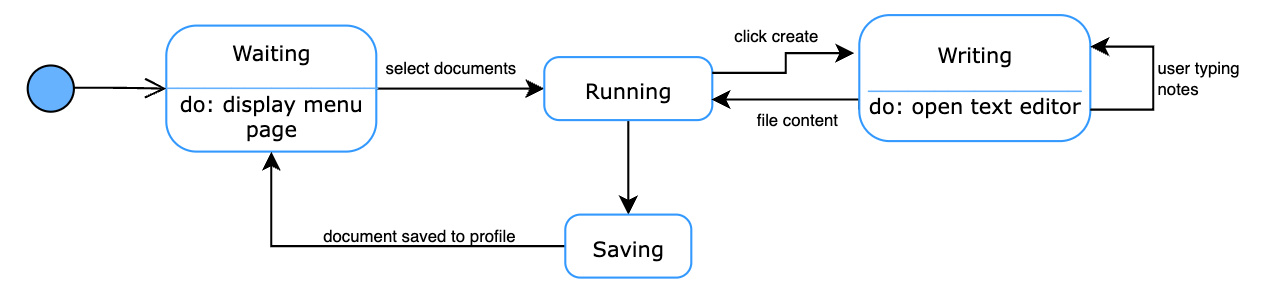 Waiting
do: display menu
page
select documents
Running
click create
file content
Writing
do: open text editor
user typing
notes
Saving
document saved to profile